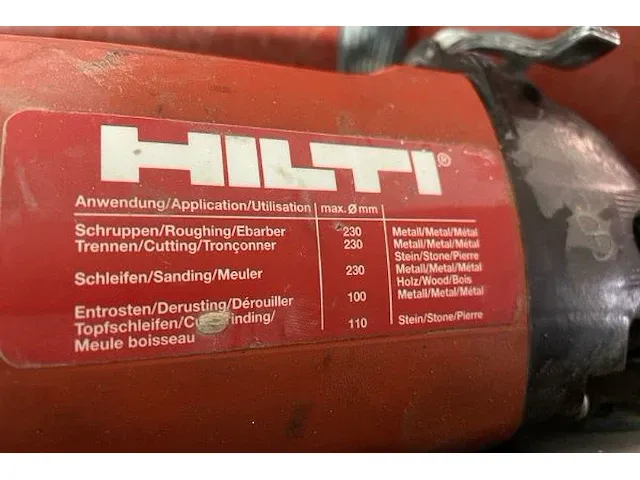 HILTI®
Anwendung/Application/Utilisation max. Ø mm
Schruppen/Roughing/Ebarber 230 Metall/Metal/Métal
Trennen/Cutting/Tronçonner 230 Metall/Metal/Métal
Stein/Stone/Pierre
Schleifen/Sanding/Meuler 230 Metall/Metal/Métal
Holz/Wood/Bois
Entrosten/Derusting/Dérouiller 100 Metall/Metal/Métal
Topfschleifen/ 110 Stein/Stone/Pierre
Meule boisseau